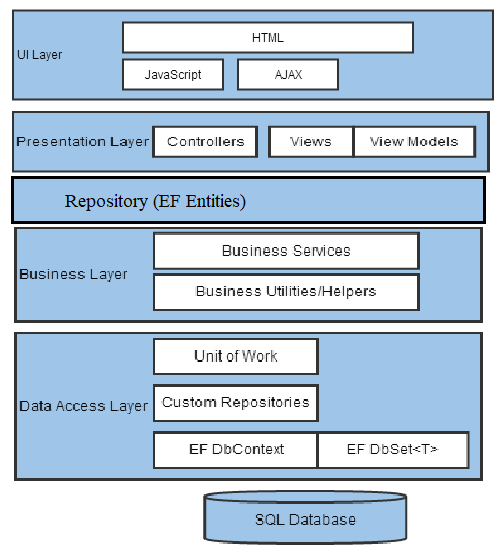 HTML
UI Layer
JavaScript AJAX
Presentation Layer Controllers Views View Models
Repository (EF Entities)
Business Services
Business Layer
Business Utilities/Helpers
Unit of Work
Data Access Layer Custom Repositories
EF DbContext EF DbSet<T>
SQL Database